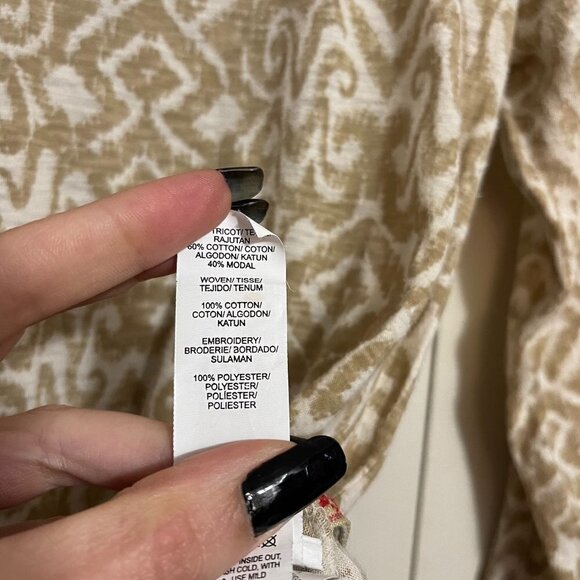 TRICOT/
RAJUTAN
60% COTTON/ COTON/
ALGODON/ KATUN
40% MODAL
WOVEN/ TISSE/
TEJIDO/ TENUM
100% COTTON/
COTON/ ALGODON/
KATUN
EMBROIDERY/
BRODERIE/ BORDADO/
SULAMAN
100% POLYESTER/
POLYESTER/
POLIESTER/
POLIESTER
INSIDE OUT,
COLD, WITH
USE MILD